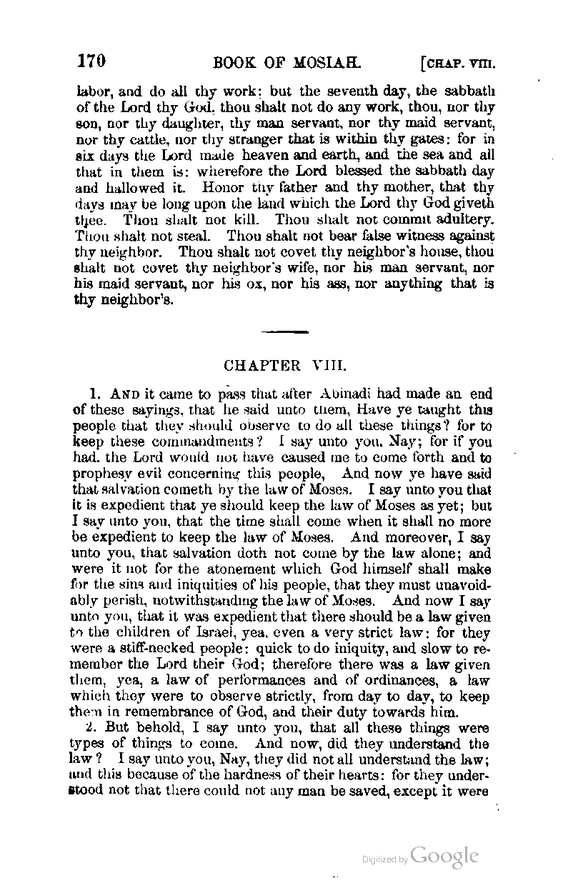 170 BOOK OF MOSIAH. [CHAP. VIII.
labor, and do all thy work; but the seventh day, the sabbath
of the Lord thy God, thou shalt not do any work, thou, nor thy
son, nor thy daughter, thy man servant, nor thy maid servant,
nor thy cattle, nor thy stranger that is within thy gates; for in
six days the Lord made heaven and earth, and the sea and all
that in them is: wherefore the Lord blessed the sabbath day
and hallowed it. Honor thy father and thy mother, that thy
days may be long upon the land which the Lord thy God giveth
thee. Thou shalt not kill. Thou shalt not commit adultery.
Thou shalt not steal. Thou shalt not bear false witness against
thy neighbor. Thou shalt not covet thy neighbor's house, thou
shalt not covet thy neighbor's wife, nor his man servant, nor
his maid servant, nor his ox, nor his ass, nor anything that is
thy neighbor's.
CHAPTER VIII.
1. AND it came to pass that after Abinadi had made an end
of these sayings, that he said unto them, Have ye taught this
people that they should observe to do all these things? for to
keep these commandments? I say unto you, Nay; for if you
had, the Lord would not have caused me to come forth and to
prophesy evil concerning this people, And now ye have said
that salvation cometh by the law of Moses. I say unto you that
it is expedient that ye should keep the law of Moses as yet; but
I say unto you, that the time shall come when it shall no more
be expedient to keep the law of Moses. And moreover, I say
unto you, that salvation doth not come by the law alone; and
were it not for the atonement which God himself shall make
for the sins and iniquities of his people, that they must unavoid-
ably perish, notwithstanding the law of Moses. And now I say
unto you, that it was expedient that there should be a law given
to the children of Israel, yea, even a very strict law: for they
were a stiff-necked people: quick to do iniquity, and slow to re-
member the Lord their God; therefore there was a law given
them, yea, a law of performances and of ordinances, a law
which they were to observe strictly, from day to day, to keep
them in remembrance of God, and their duty towards him.
2. But behold, I say unto you, that all these things were
types of things to come. And now, did they understand the
law? I say unto you, Nay, they did not all understand the law;
and this because of the hardness of their hearts: for they under-
stood not that there could not any man be saved, except it were
Digitized by Google